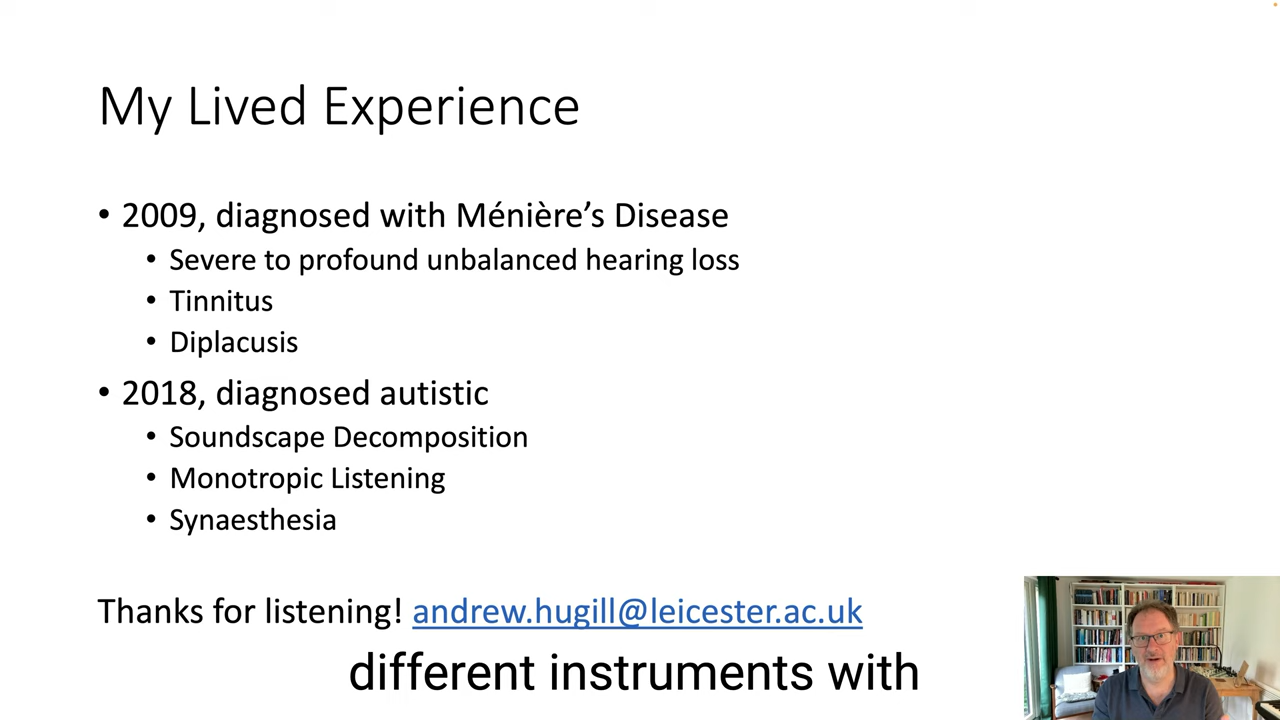 My Lived Experience
• 2009, diagnosed with Ménière’s Disease
• Severe to profound unbalanced hearing loss
• Tinnitus
• Diplacusis
• 2018, diagnosed autistic
• Soundscape Decomposition
• Monotropic Listening
• Synaesthesia
Thanks for listening! andrew.hugill@leicester.ac.uk
different instruments with